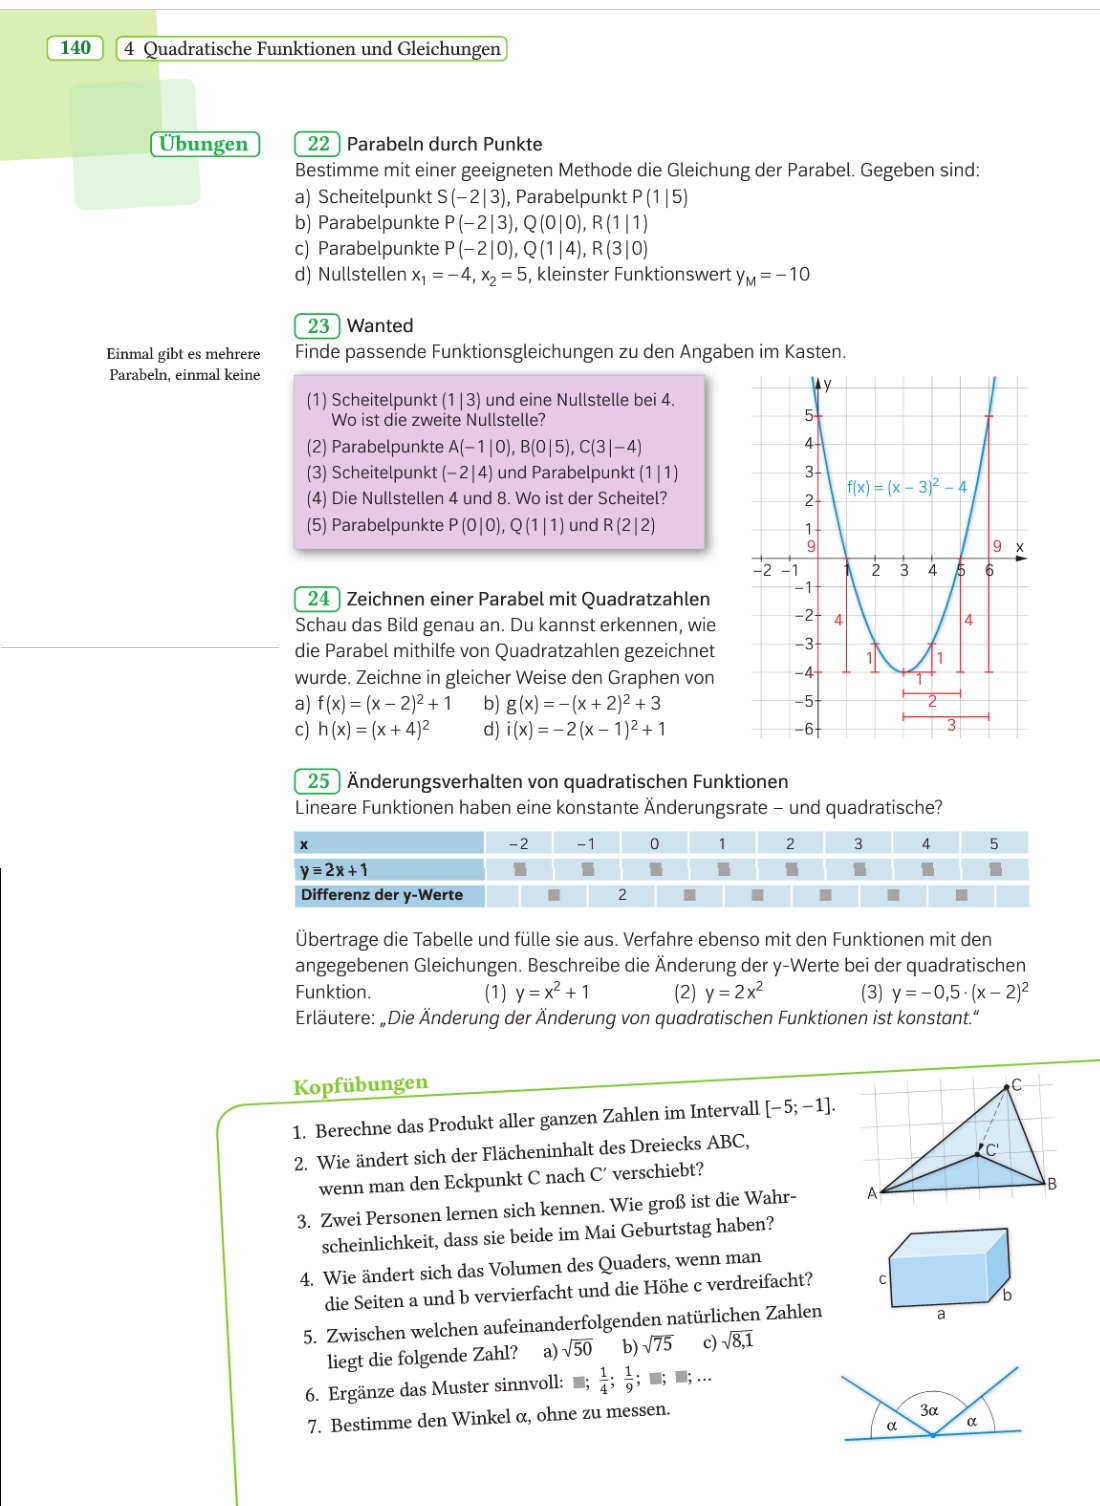 140 4 Quadratische Funktionen und Gleichungen
Übungen
22 Parabeln durch Punkte
Bestimme mit einer geeigneten Methode die Gleichung der Parabel. Gegeben sind:
a) Scheitelpunkt S(−2|3), Parabelpunkt P(1|5)
b) Parabelpunkte P(−2|3), Q(0|0), R(1|1)
c) Parabelpunkte P(−2|0), Q(1|4), R(3|0)
d) Nullstellen x₁ = −4, x₂ = 5, kleinster Funktionswert y_M = −10
23 Wanted
Einmal gibt es mehrere
Parabeln, einmal keine
Finde passende Funktionsgleichungen zu den Angaben im Kasten.
(1) Scheitelpunkt (1|3) und eine Nullstelle bei 4.
Wo ist die zweite Nullstelle?
(2) Parabelpunkte A(−1|0), B(0|5), C(3|−4)
(3) Scheitelpunkt (−2|4) und Parabelpunkt (1|1)
(4) Die Nullstellen 4 und 8. Wo ist der Scheitel?
(5) Parabelpunkte P(0|0), Q(1|1) und R(2|2)
y
5
4
3
f(x) = (x − 3)² − 4
2
1
9 9 x
−2 −1 1 2 3 4 5 6
−1
−2 4 4
−3
1 1
−4
1
−5
2
−6 3
24 Zeichnen einer Parabel mit Quadratzahlen
Schau das Bild genau an. Du kannst erkennen, wie
die Parabel mithilfe von Quadratzahlen gezeichnet
wurde. Zeichne in gleicher Weise den Graphen von
a) f(x) = (x − 2)² + 1 b) g(x) = −(x + 2)² + 3
c) h(x) = (x + 4)² d) i(x) = −2(x − 1)² + 1
25 Änderungsverhalten von quadratischen Funktionen
Lineare Funktionen haben eine konstante Änderungsrate – und quadratische?
x −2 −1 0 1 2 3 4 5
y = 2x + 1 ■ ■ ■ ■ ■ ■ ■ ■
Differenz der y-Werte ■ 2 ■ ■ ■ ■ ■
Übertrage die Tabelle und fülle sie aus. Verfahre ebenso mit den Funktionen mit den
angegebenen Gleichungen. Beschreibe die Änderung der y-Werte bei der quadratischen
Funktion. (1) y = x² + 1 (2) y = 2x² (3) y = −0,5 · (x − 2)²
Erläutere: „Die Änderung der Änderung von quadratischen Funktionen ist konstant.“
Kopfübungen
1. Berechne das Produkt aller ganzen Zahlen im Intervall [−5; −1].
2. Wie ändert sich der Flächeninhalt des Dreiecks ABC,
wenn man den Eckpunkt C nach C′ verschiebt?
3. Zwei Personen lernen sich kennen. Wie groß ist die Wahr-
scheinlichkeit, dass sie beide im Mai Geburtstag haben?
4. Wie ändert sich das Volumen des Quaders, wenn man
die Seiten a und b vervierfacht und die Höhe c verdreifacht?
5. Zwischen welchen aufeinanderfolgenden natürlichen Zahlen
liegt die folgende Zahl? a) √50 b) √75 c) √8,1
6. Ergänze das Muster sinnvoll: ■; 1/4; 1/9; ■; ■; ...
7. Bestimme den Winkel α, ohne zu messen.
C
C'
A B
c
b
a
3α
α α